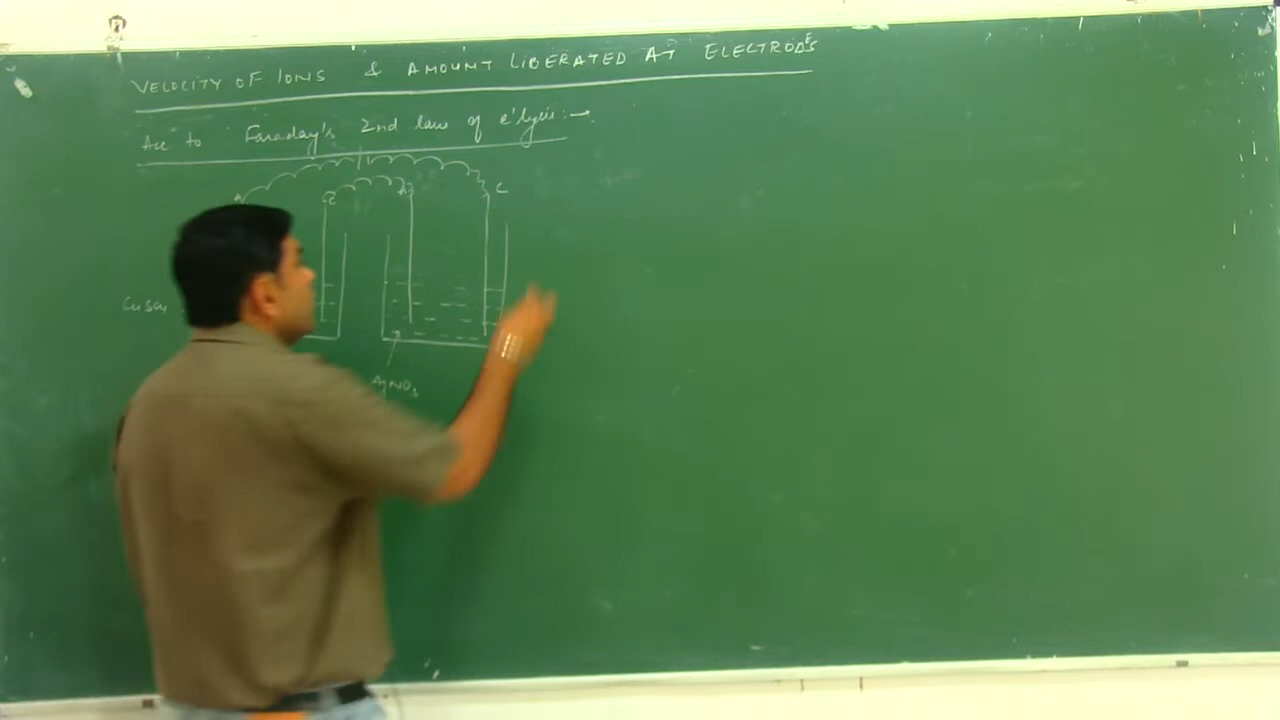 VELOCITY OF IONS & AMOUNT LIBERATED AT ELECTRODES
Acc to Faraday's 2nd law of e'lysis:→
A C A C
CuSO4
AgNO3